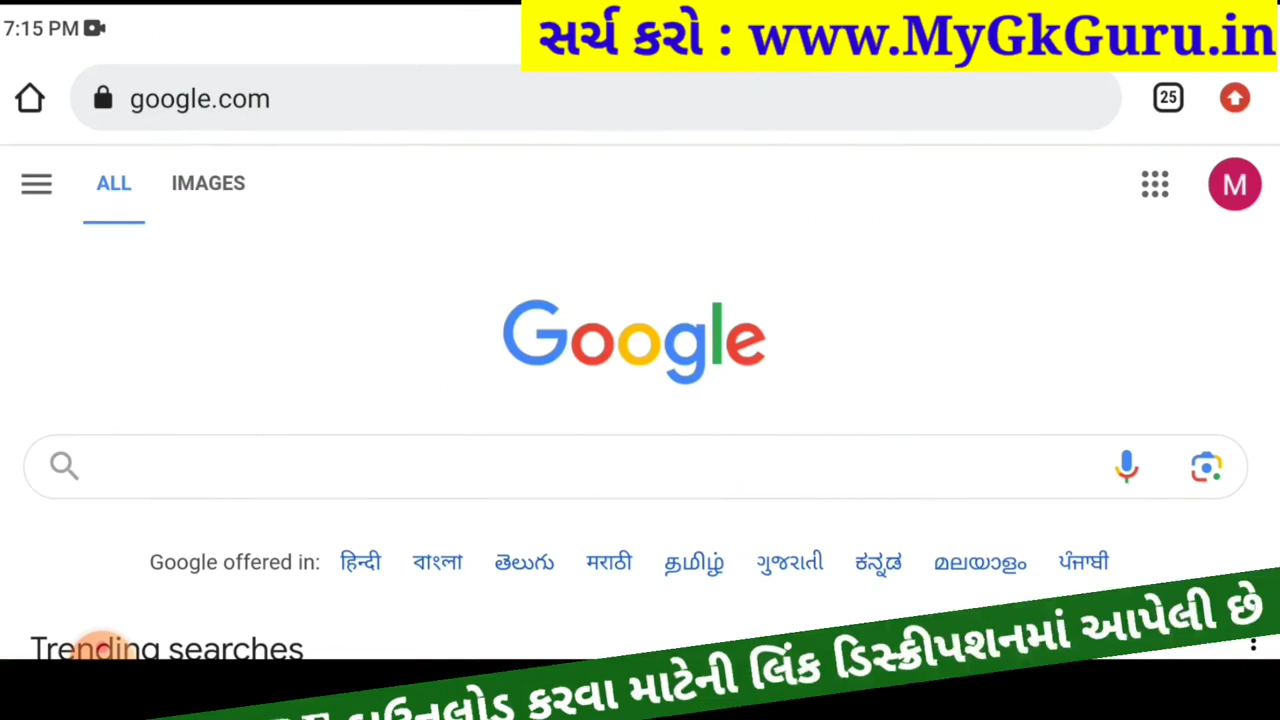 7:15 PM
સર્ચ કરો : www.MyGkGuru.in
google.com
25
ALL IMAGES
M
Google
Google offered in: हिन्दी বাংলা తెలుగు मराठी தமிழ் ગુજરાતી ಕನ್ನಡ മലയാളം ਪੰਜਾਬੀ
Trending searches
ડાઉનલોડ કરવા માટેની લિંક ડિસ્ક્રીપશનમાં આપેલી છે